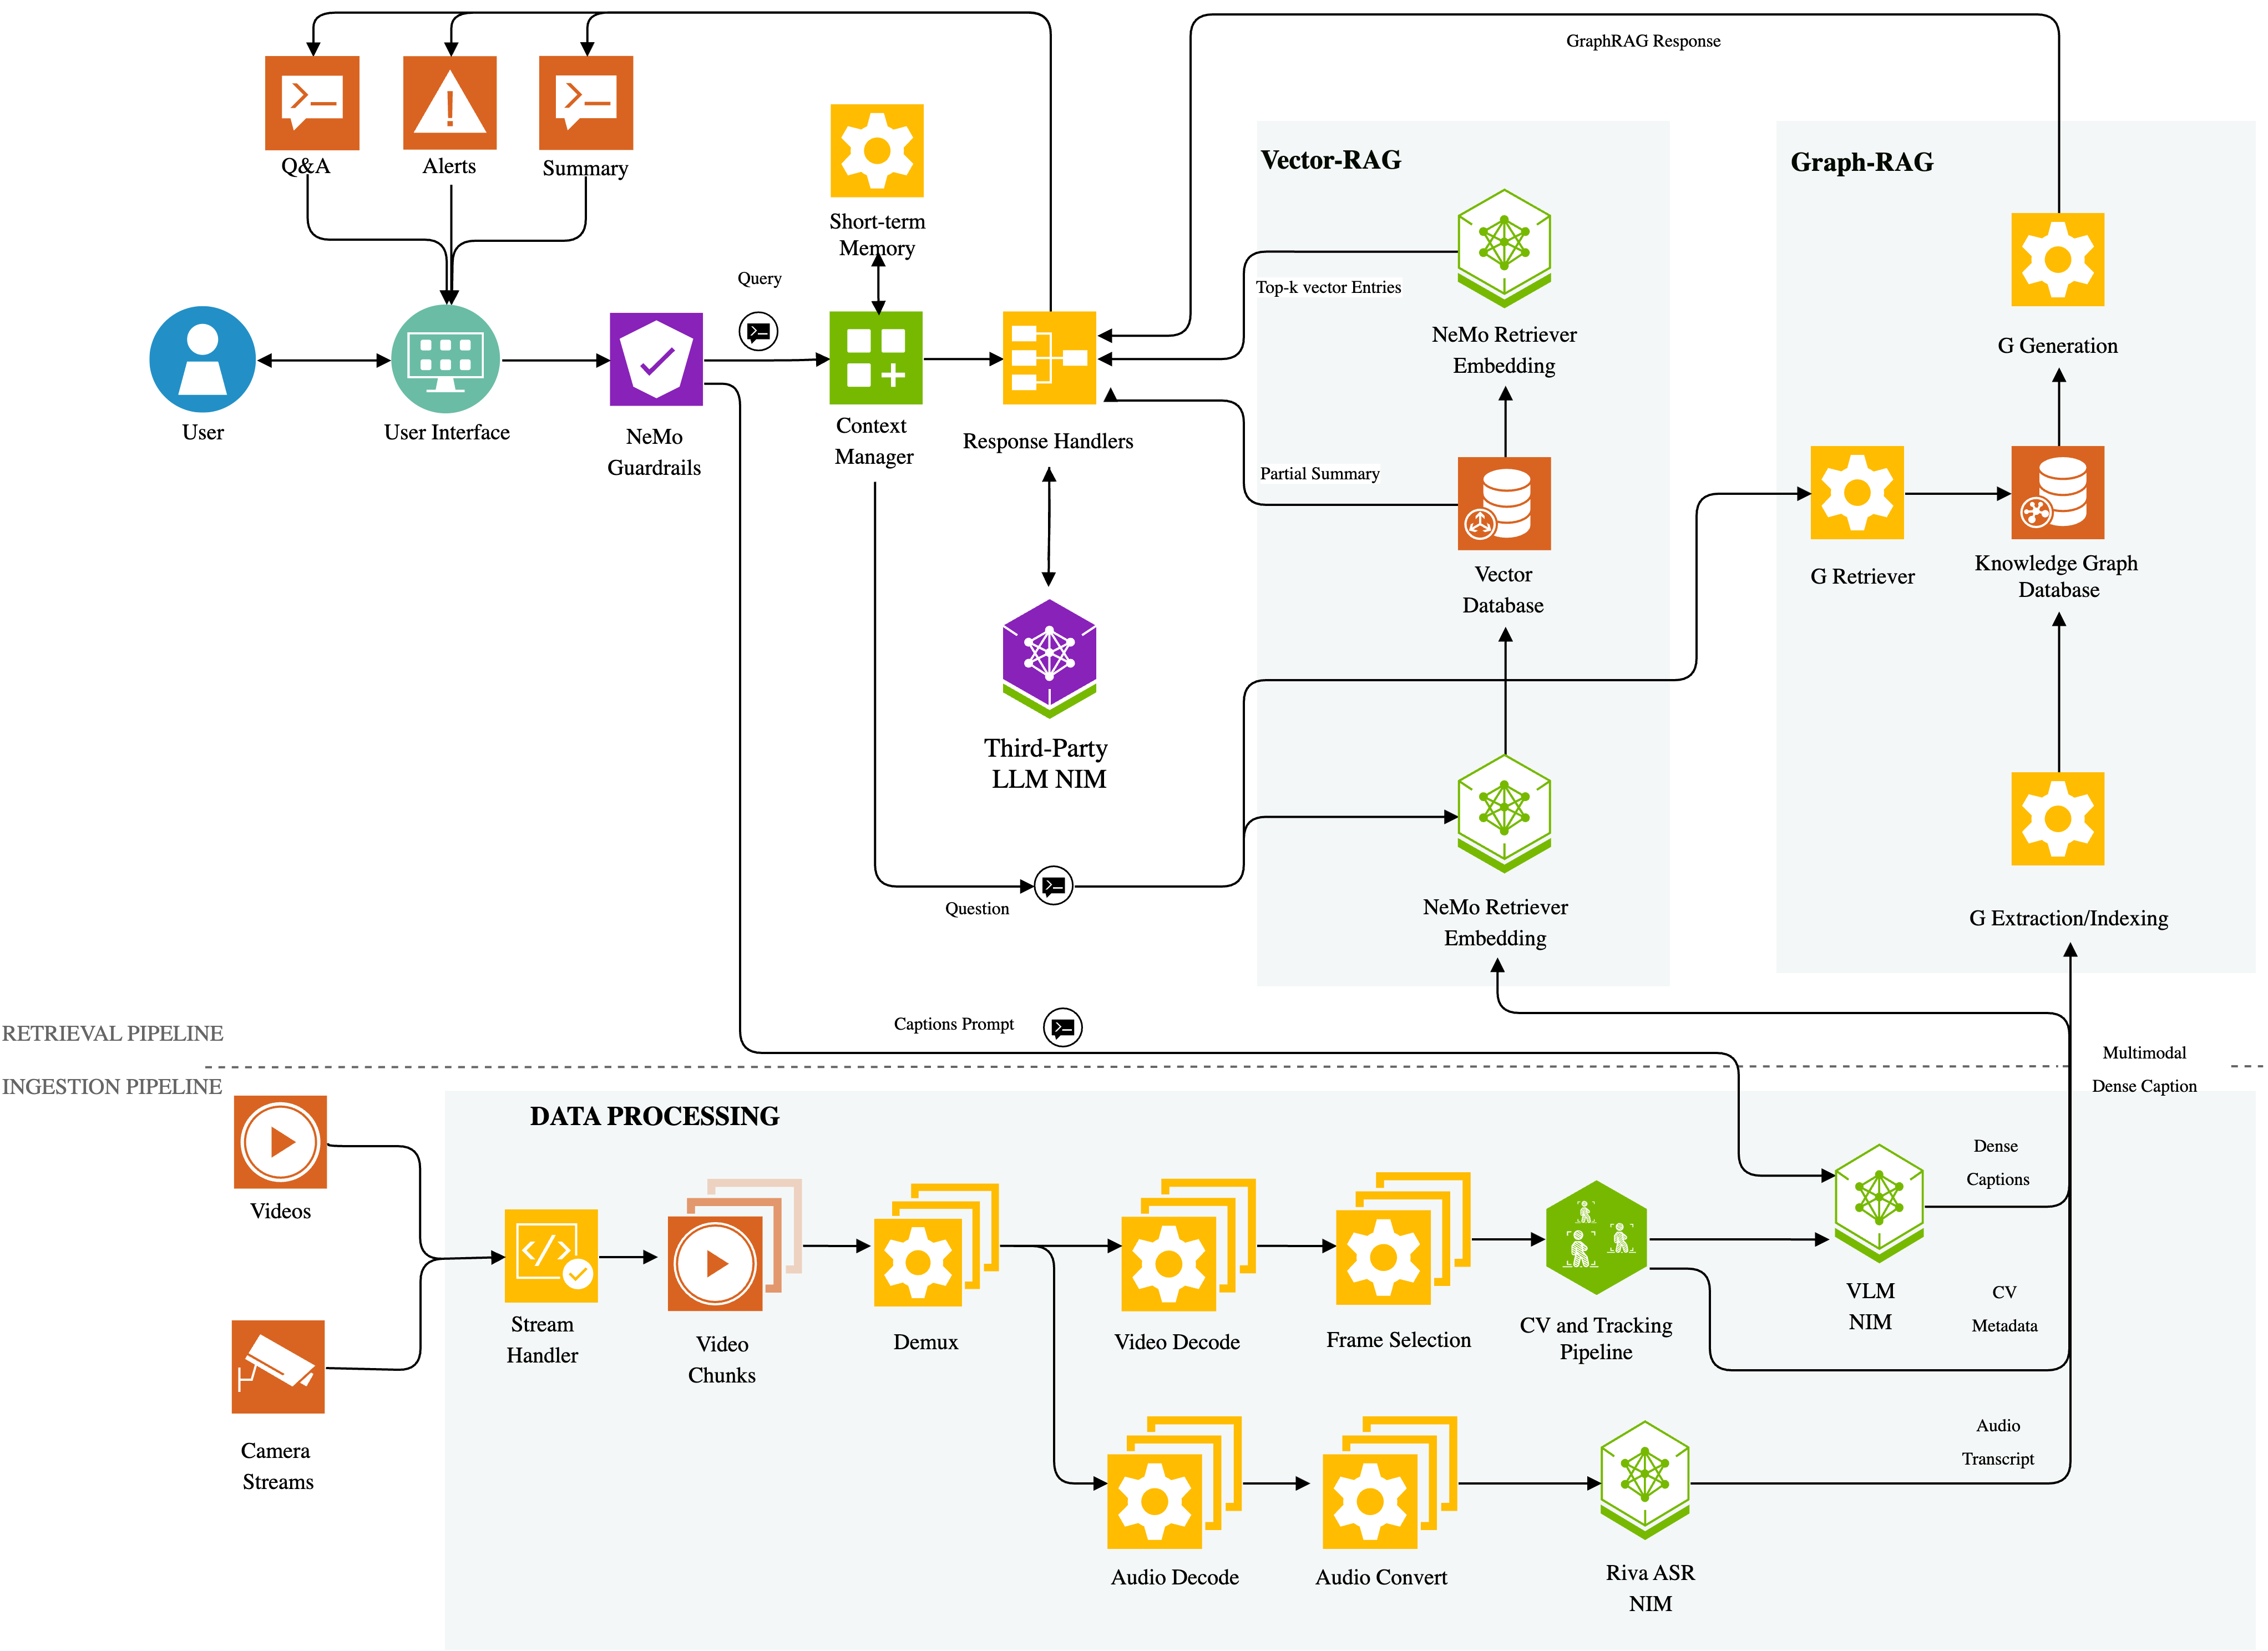 GraphRAG Response
Q&A
Alerts
Summary
Short-term
Memory
Vector-RAG
Graph-RAG
Query
Top-k vector Entries
NeMo Retriever
Embedding
G Generation
User
User Interface
NeMo
Guardrails
Context
Manager
Response Handlers
Partial Summary
Vector
Database
G Retriever
Knowledge Graph
Database
Third-Party
LLM NIM
Question
NeMo Retriever
Embedding
G Extraction/Indexing
Captions Prompt
RETRIEVAL PIPELINE
INGESTION PIPELINE
Multimodal
Dense Caption
DATA PROCESSING
Videos
Dense
Captions
Stream
Handler
Video
Chunks
Demux
Video Decode
Frame Selection
CV and Tracking
Pipeline
VLM
NIM
CV
Metadata
Camera
Streams
Audio
Transcript
Audio Decode
Audio Convert
Riva ASR
NIM